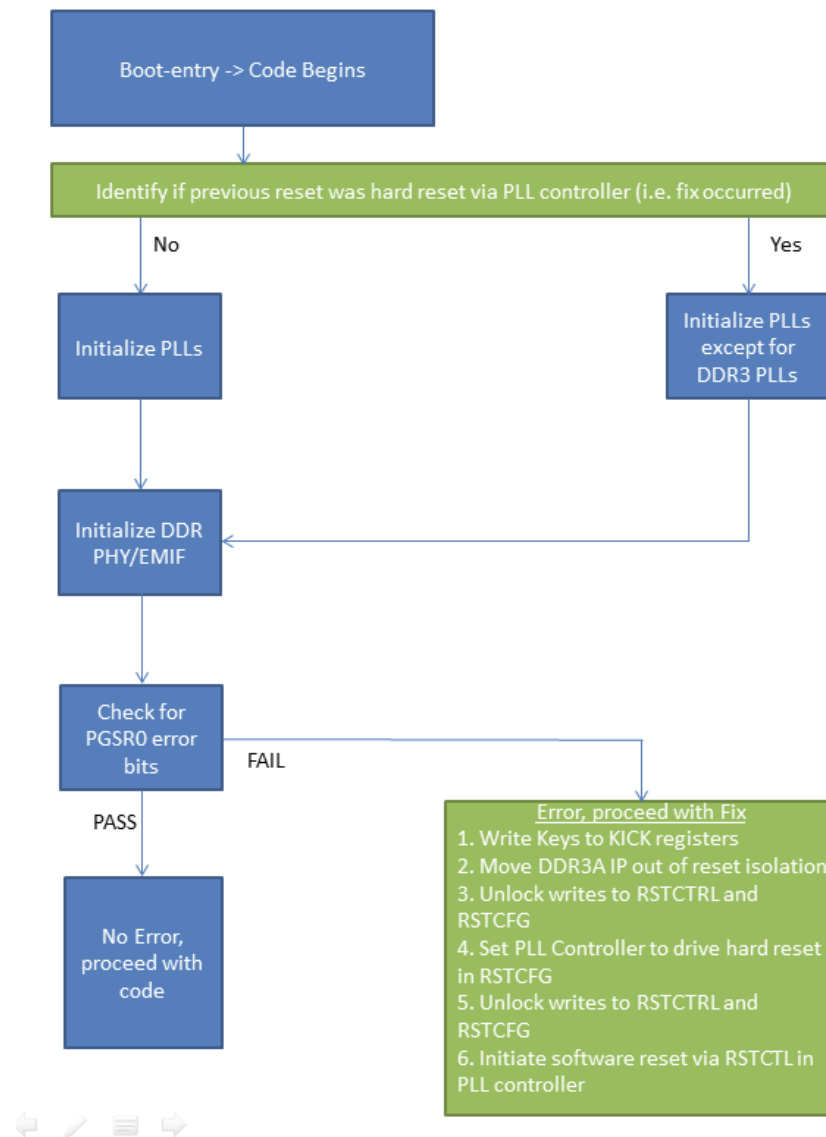 Boot-entry -> Code Begins
Identify if previous reset was hard reset via PLL controller (i.e. fix occurred)
No
Yes
Initialize PLLs
Initialize PLLs
except for
DDR3 PLLs
Initialize DDR
PHY/EMIF
Check for
PGSR0 error
bits
FAIL
PASS
Error, proceed with Fix
1. Write Keys to KICK registers
2. Move DDR3A IP out of reset isolation
3. Unlock writes to RSTCTRL and
RSTCFG
4. Set PLL Controller to drive hard reset
in RSTCFG
5. Unlock writes to RSTCTRL and
RSTCFG
6. Initiate software reset via RSTCTL in
PLL controller
No Error,
proceed with
code